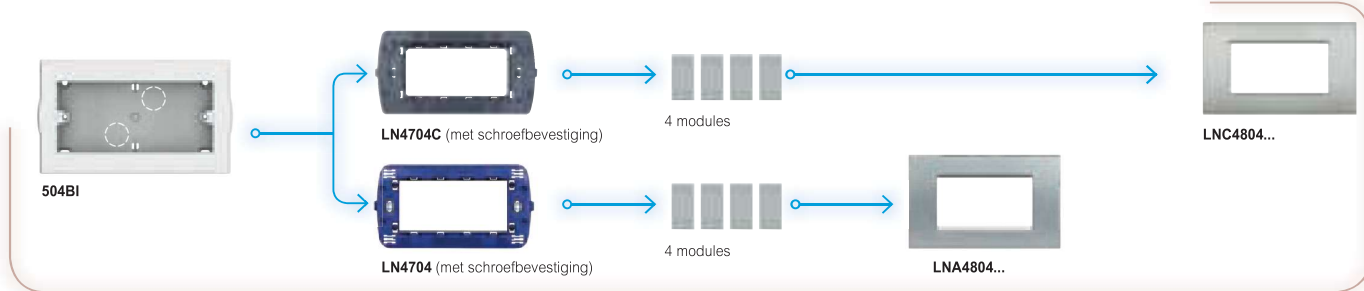 504BI
LN4704C (met schroefbevestiging)
4 modules
LNC4804...
LN4704 (met schroefbevestiging)
4 modules
LNA4804...